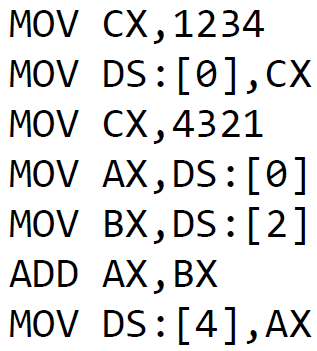 MOV CX,1234
MOV DS:[0],CX
MOV CX,4321
MOV AX,DS:[0]
MOV BX,DS:[2]
ADD AX,BX
MOV DS:[4],AX